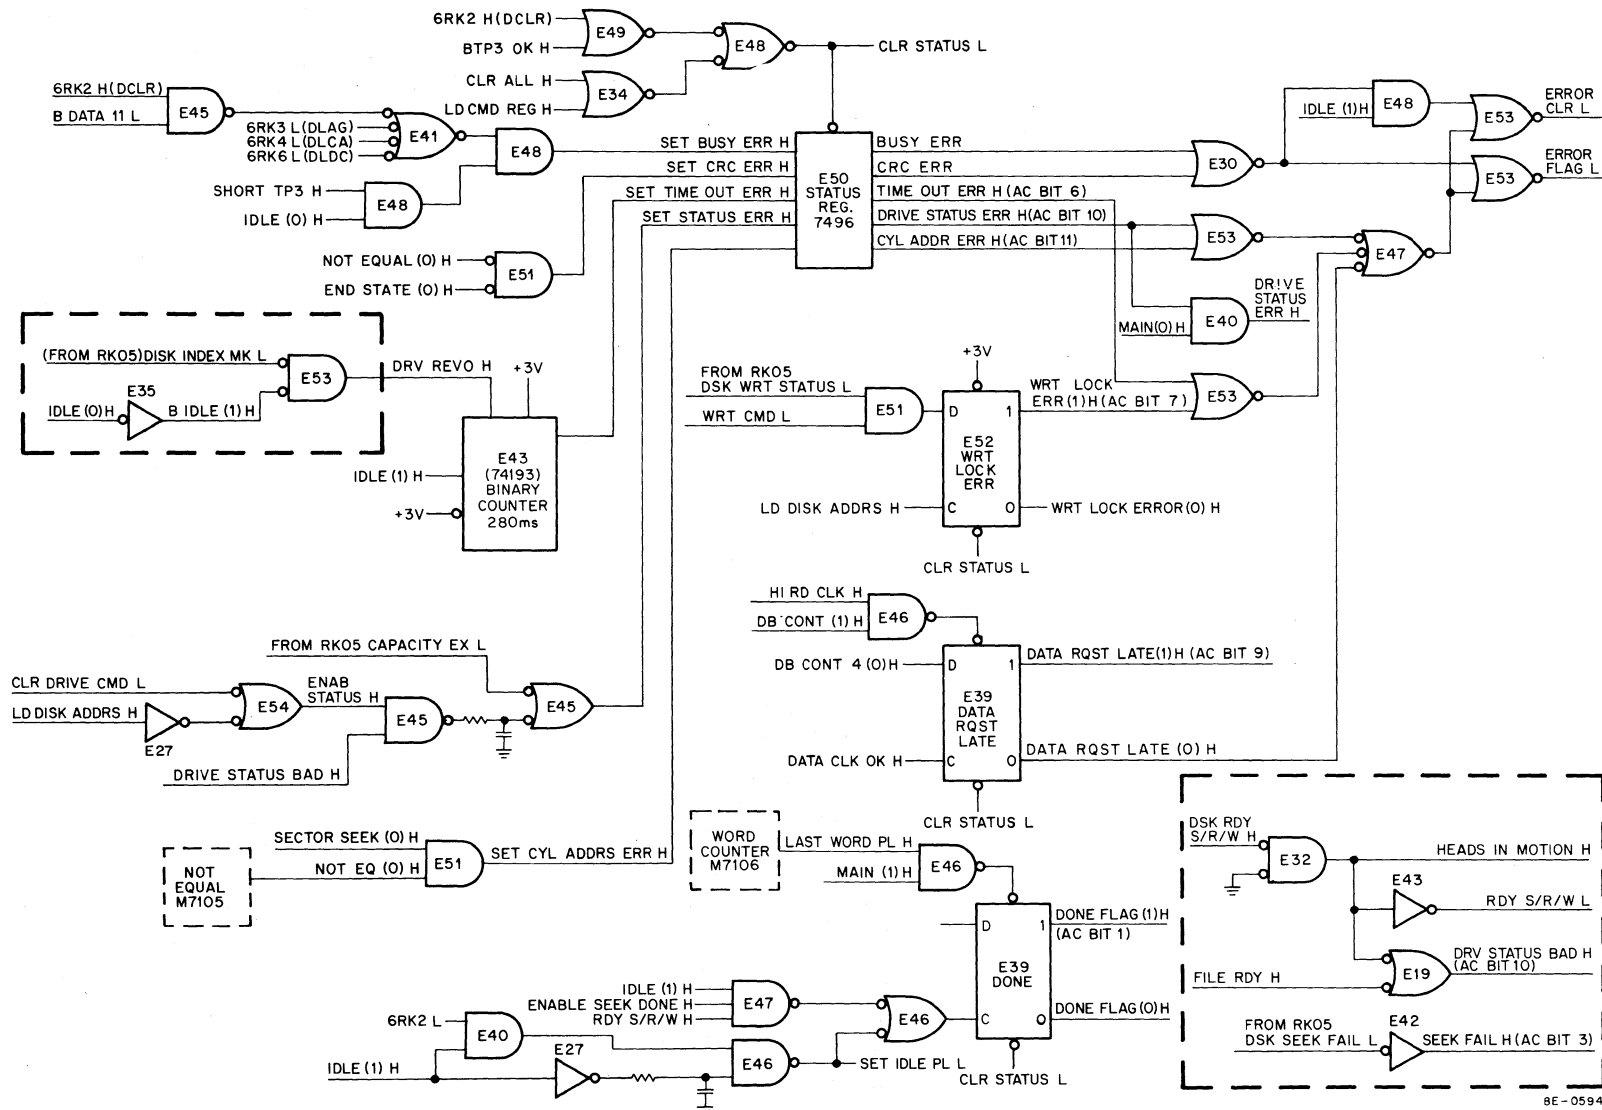 6RK2 H(DCLR)
BTP3 OK H
E49
E48
CLR STATUS L
CLR ALL H
LD CMD REG H
E34
6RK2 H(DCLR)
B DATA 11 L
E45
6RK3 L(DLAG)
6RK4 L(DLCA)
6RK6 L(DLDC)
E41
E48
SHORT TP3 H
IDLE (0) H
E48
NOT EQUAL (0) H
END STATE (0) H
E51
SET BUSY ERR H
SET CRC ERR H
SET TIME OUT ERR H
SET STATUS ERR H
E50
STATUS
REG.
7496
BUSY ERR
CRC ERR
TIME OUT ERR H (AC BIT 6)
DRIVE STATUS ERR H(AC BIT 10)
CYL ADDR ERR H(AC BIT11)
E30
IDLE (1)H
E48
E53
ERROR
CLR L
E53
ERROR
FLAG L
E53
E47
MAIN(0) H
E40
DR!VE
STATUS
ERR H
(FROM RK05)DISK INDEX MK L
E53
E35
IDLE (0)H
B IDLE (1) H
DRV REVO H
+3V
E43
(74193)
BINARY
COUNTER
280ms
IDLE (1) H
+3V
FROM RK05
DSK WRT STATUS L
WRT CMD L
E51
+3V
D
1
E52
WRT
LOCK
ERR
C
0
WRT LOCK
ERR(1)H(AC BIT 7)
E53
LD DISK ADDRS H
WRT LOCK ERROR(0) H
CLR STATUS L
HI RD CLK H
DB CONT (1) H
E46
DB CONT 4 (0)H
D
1
E39
DATA
RQST
LATE
C
0
DATA RQST LATE(1)H (AC BIT 9)
DATA CLK OK H
DATA RQST LATE (0) H
CLR STATUS L
FROM RK05 CAPACITY EX L
CLR DRIVE CMD L
LD DISK ADDRS H
E27
E54
ENAB
STATUS H
E45
E45
DRIVE STATUS BAD H
SECTOR SEEK (0) H
NOT EQ (0) H
E51
SET CYL ADDRS ERR H
NOT
EQUAL
M7105
WORD
COUNTER
M7106
LAST WORD PL H
MAIN (1) H
E46
D
1
E39
DONE
C
0
DONE FLAG (1)H
(AC BIT 1)
DONE FLAG(0)H
CLR STATUS L
IDLE (1) H
ENABLE SEEK DONE H
RDY S/R/W H
E47
E46
6RK2 L
E40
IDLE (1) H
E27
E46
SET IDLE PL L
DSK RDY
S/R/W H
E32
HEADS IN MOTION H
E43
RDY S/R/W L
FILE RDY H
E19
DRV STATUS BAD H
(AC BIT 10)
FROM RK05
DSK SEEK FAIL L
E42
SEEK FAIL H(AC BIT 3)
8E-0594